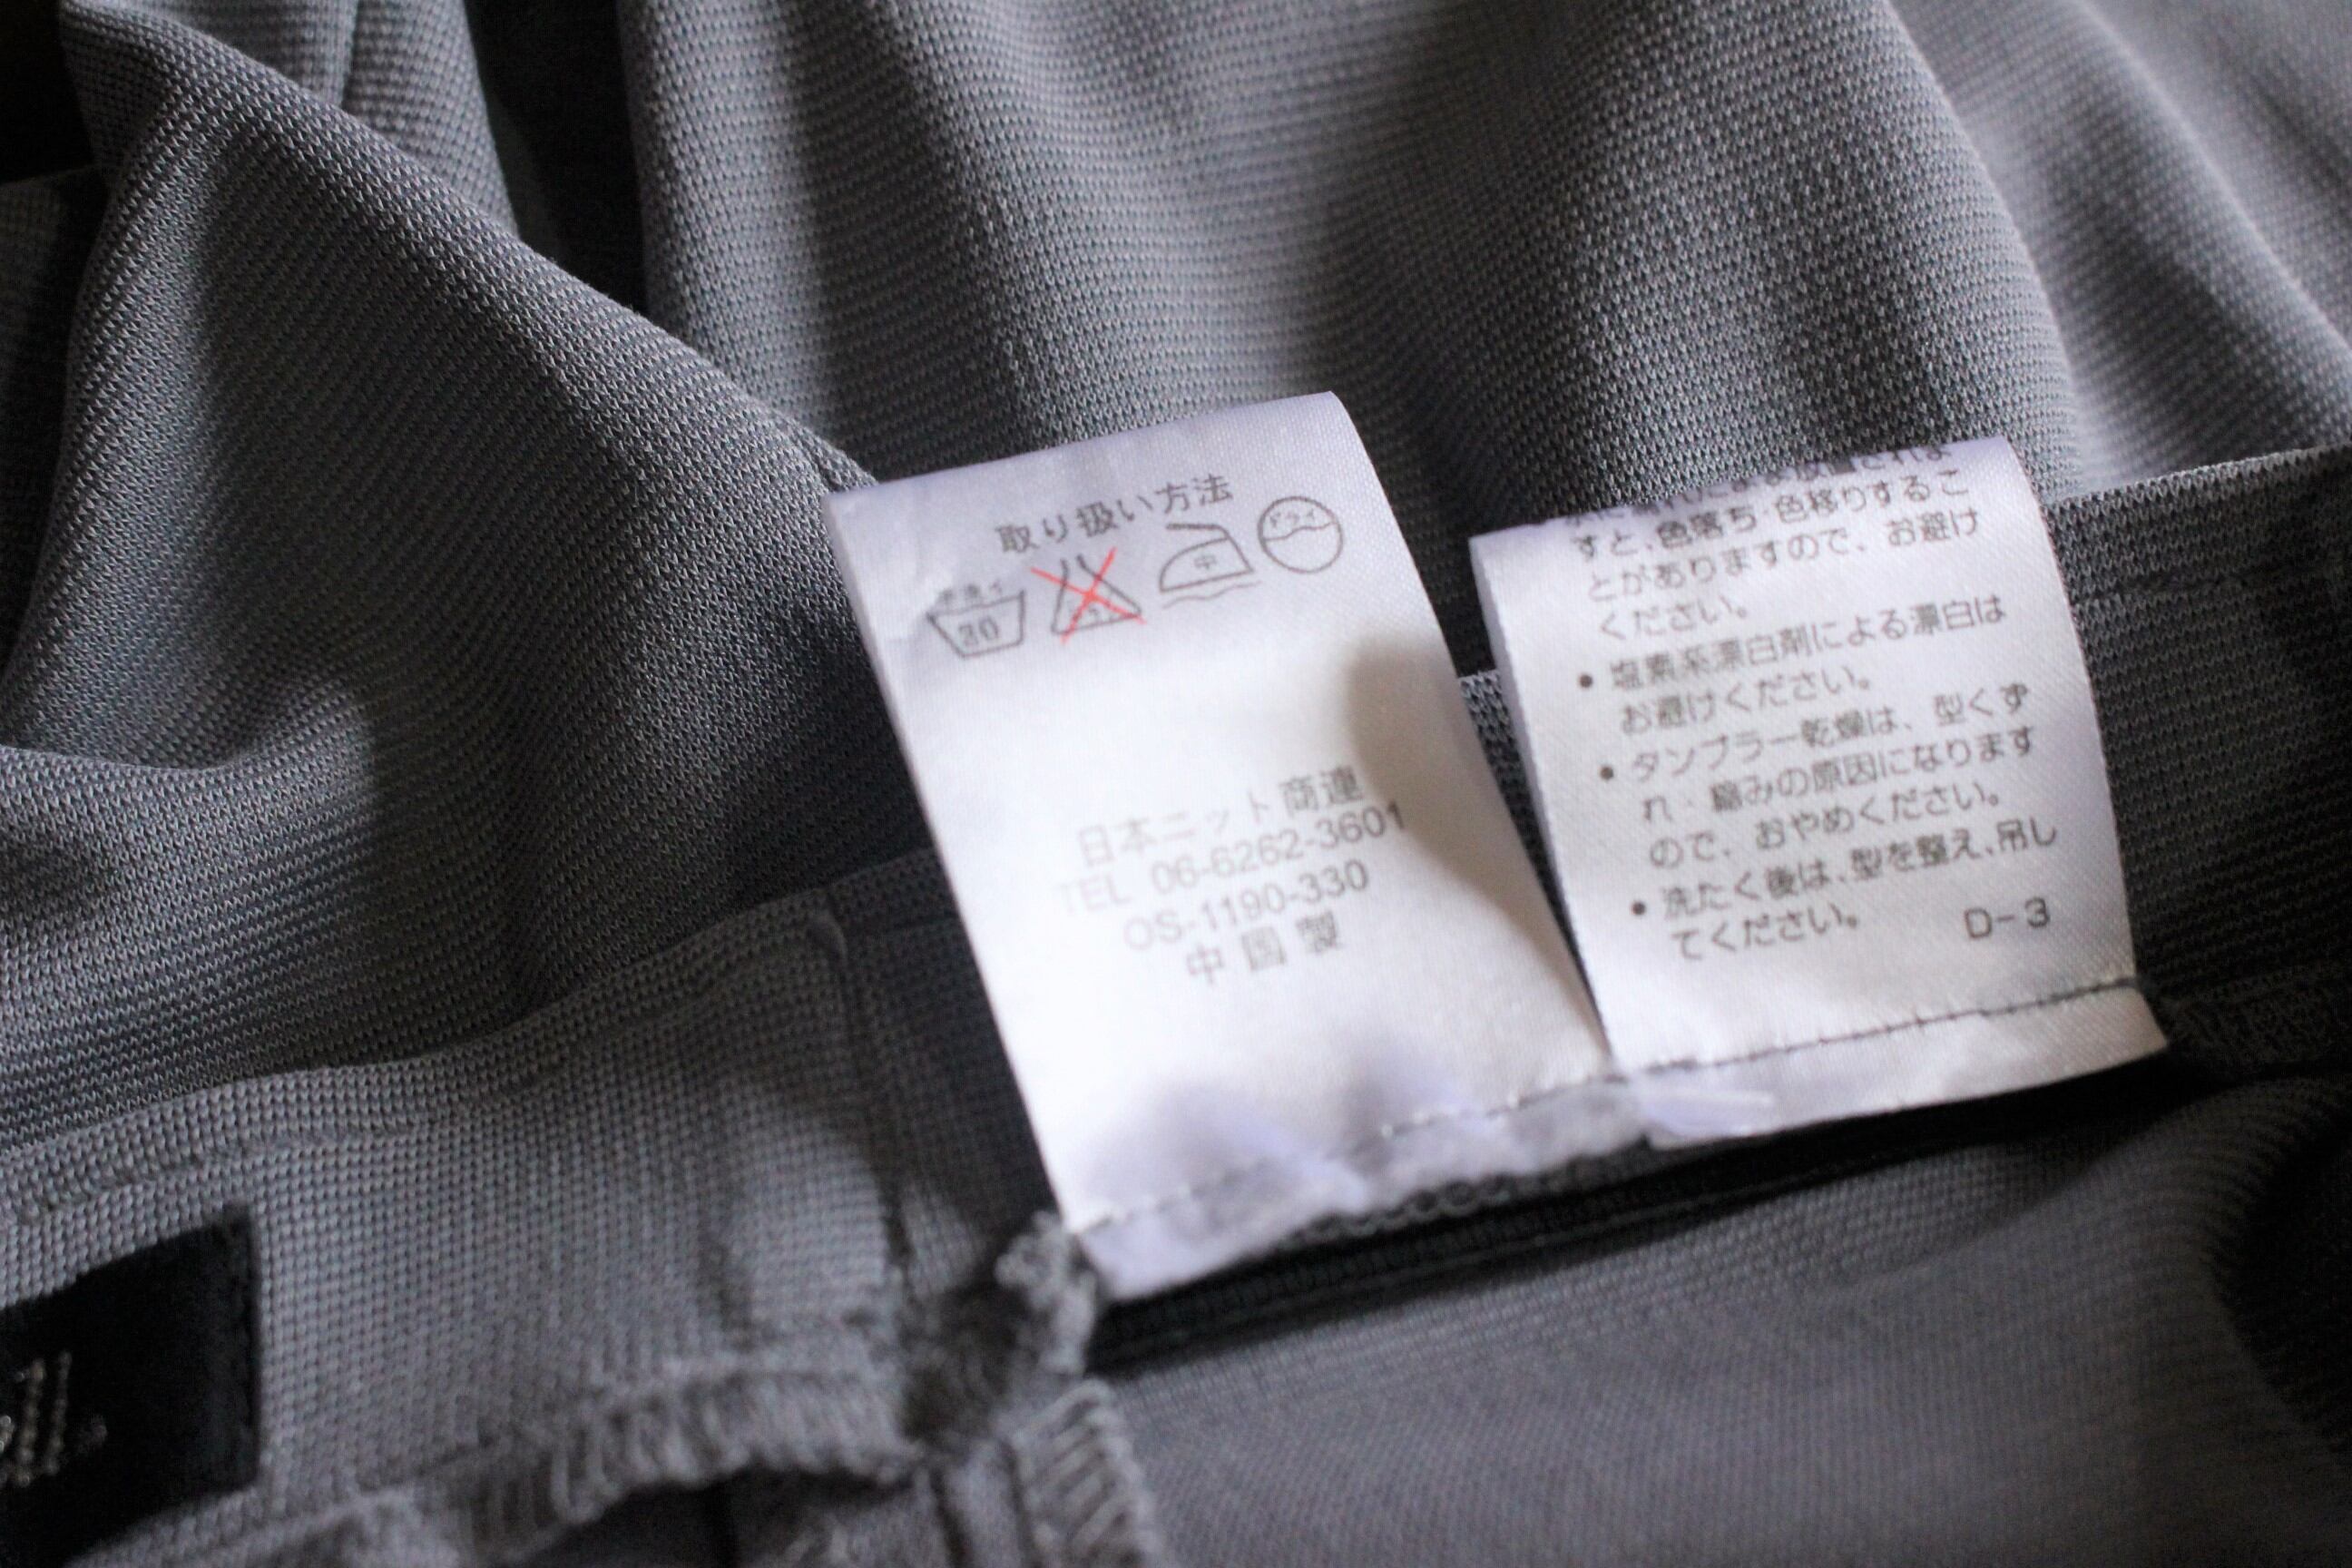 取り扱い方法
手洗イ
30
中
ドライ
日本ニット商連
TEL 06-6262-3601
OS-1190-330
中国製
すと、色落ち・色移りするこ
とがありますので、お避け
ください。
• 塩素系漂白剤による漂白は
お避けください。
• タンブラー乾燥は、型くず
れ・縮みの原因になります
ので、おやめください。
• 洗たく後は、型を整え、吊し
てください。
D-3